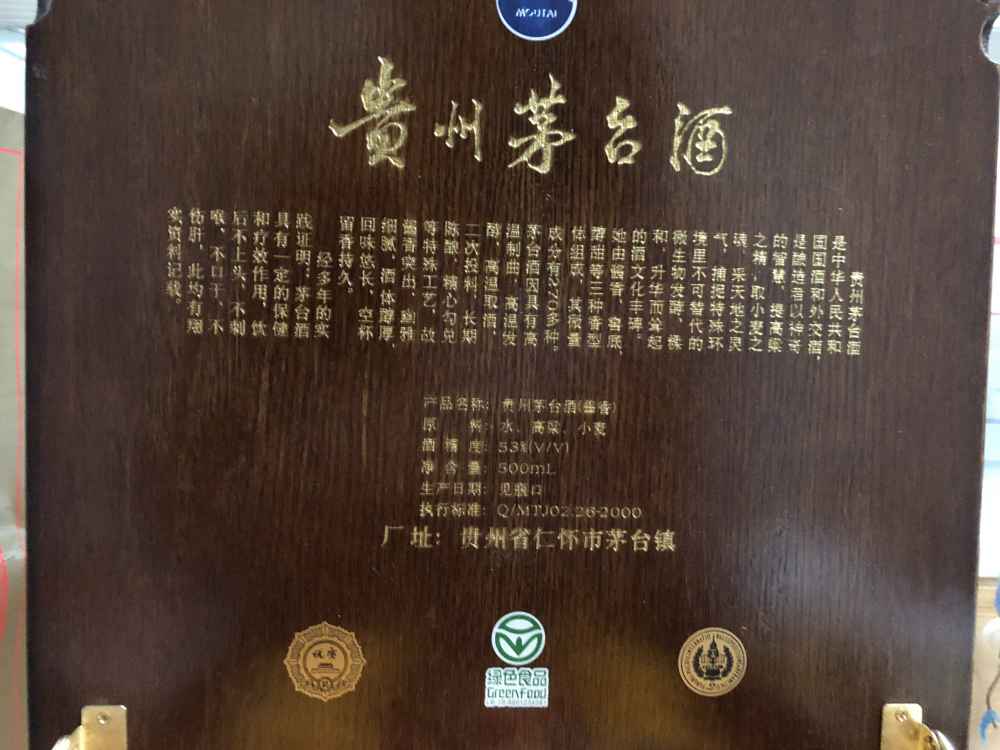 MOUTAI
贵州茅台酒
贵州茅台酒
是中华人民共和
国国酒和外交酒，
是酿造者以神奇
的智慧，提高粱
之精，取小麦之
魂，采天地之灵
气，捕捉特殊环
境里不可替代的
微生物发酵、揉
和、升华而耸起
的酒文化丰碑。
她由酱香、窖底、
醇甜等三种香型
体组成，其微量
成分有多种。
茅台酒因具有高
温制曲、高温发
酵、高温取酒，
二次投料，长期
陈酿，精心勾兑
等特殊工艺，故
酱香突出，幽雅
细腻，酒体醇厚，
回味悠长，空杯
留香持久。
经多年的实
践证明：茅台酒
具有一定的保健
和疗效作用，饮
后不上头，不刺
喉，不口干，不
伤肝，此均有翔
实资料记载。
产品名称：贵州茅台酒(酱香)
原 料：水、高粱、小麦
酒精度：53%(V/V)
净含量：500mL
生产日期：见瓶口
执行标准：Q/MTJ02.26-2000
厂址：贵州省仁怀市茅台镇
绿色食品
GreenFood